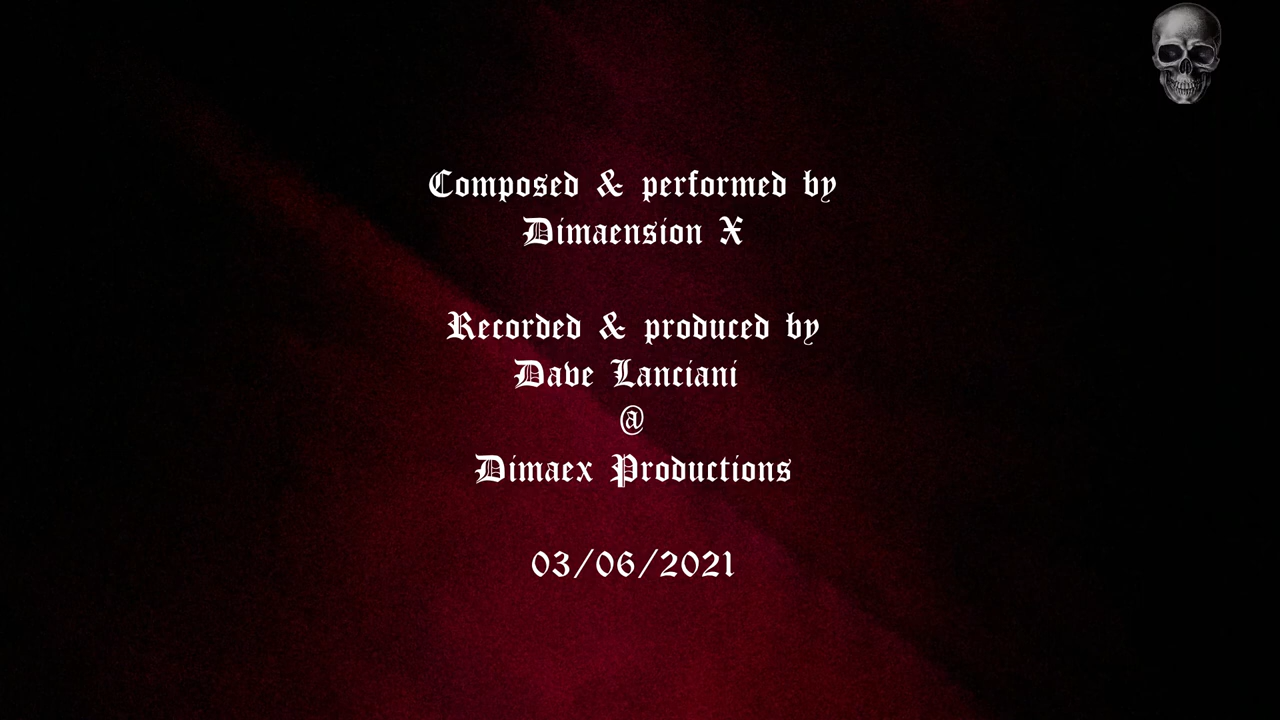 Composed & performed by
Dimaension X
Recorded & produced by
Dave Lanciani
@
Dimaex Productions
03/06/2021